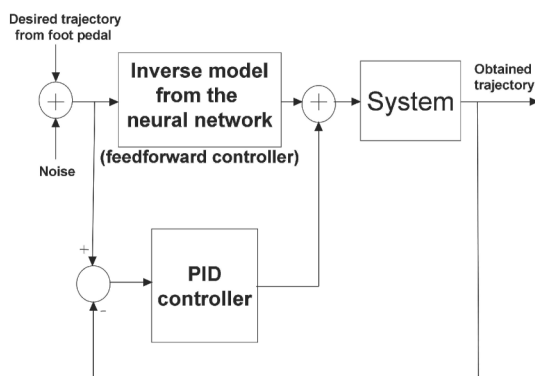 Desired trajectory
from foot pedal
+
Noise
Inverse model
from the
neural network
(feedforward controller)
+
System
Obtained
trajectory
+
-
PID
controller